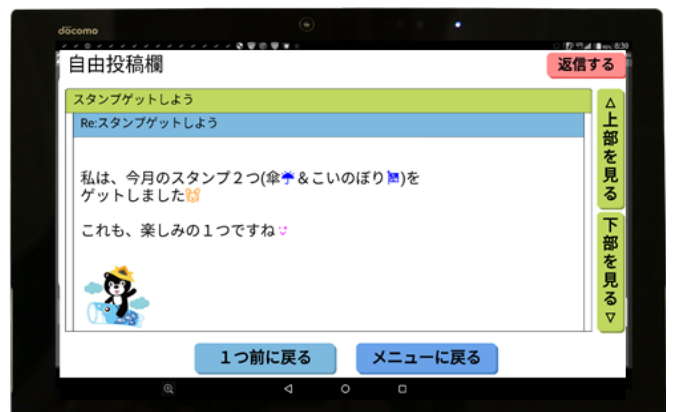 döcomo
8:30
自由投稿欄
返信する
スタンプゲットしよう
Re:スタンプゲットしよう
私は、今月のスタンプ2つ(傘☂&こいのぼり🎏)を
ゲットしました
これも、楽しみの1つですね
△上部を見る
下部を見る▽
1つ前に戻る
メニューに戻る